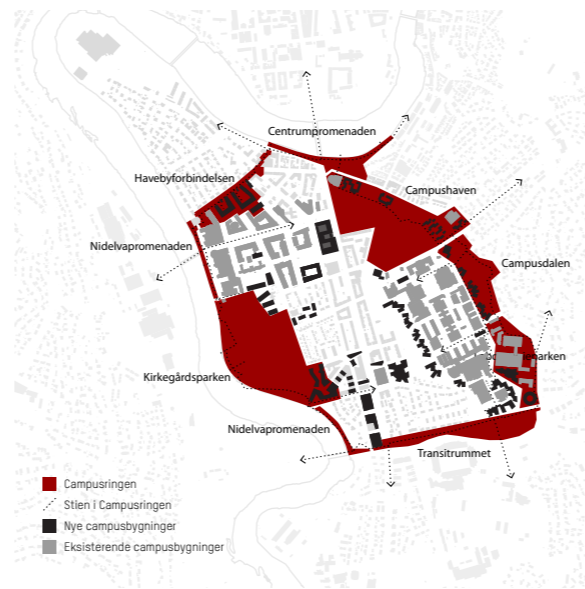 Centrumpromenaden
Havebyforbindelsen
Campushaven
Nidelvapromenaden
Campusdalen
Kirkegårdsparken
Nidelvapromenaden
Transitrummet
Campusringen
Stien i Campusringen
Nye campusbygninger
Eksisterende campusbygninger